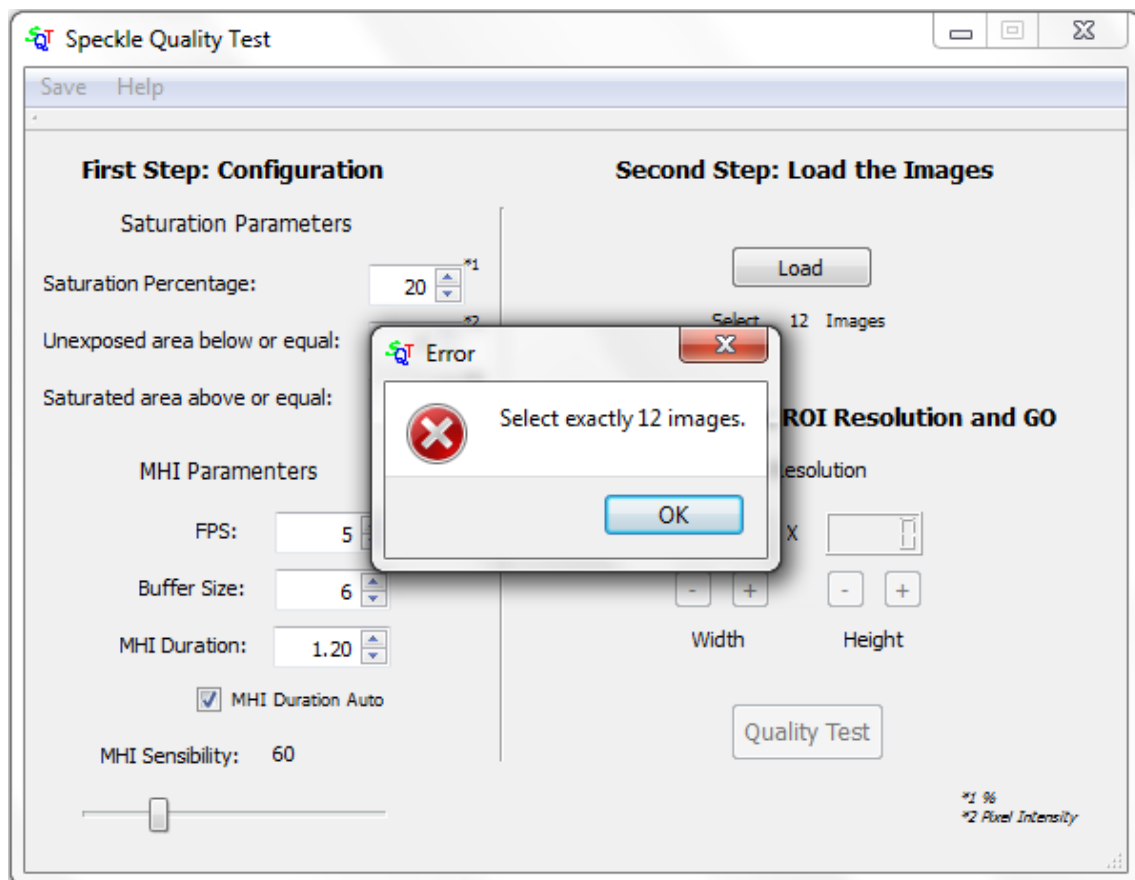 SQT Speckle Quality Test
Save Help
First Step: Configuration
Saturation Parameters
Saturation Percentage: 20 *1
Unexposed area below or equal: *2
Saturated area above or equal:
MHI Paramenters
FPS: 5
Buffer Size: 6
MHI Duration: 1.20
MHI Duration Auto
MHI Sensibility: 60
Second Step: Load the Images
Load
Select 12 Images
SQT Error
Select exactly 12 images.
OK
ROI Resolution and GO
esolution
X 0
- + - +
Width Height
Quality Test
*1 %
*2 Pixel Intensity